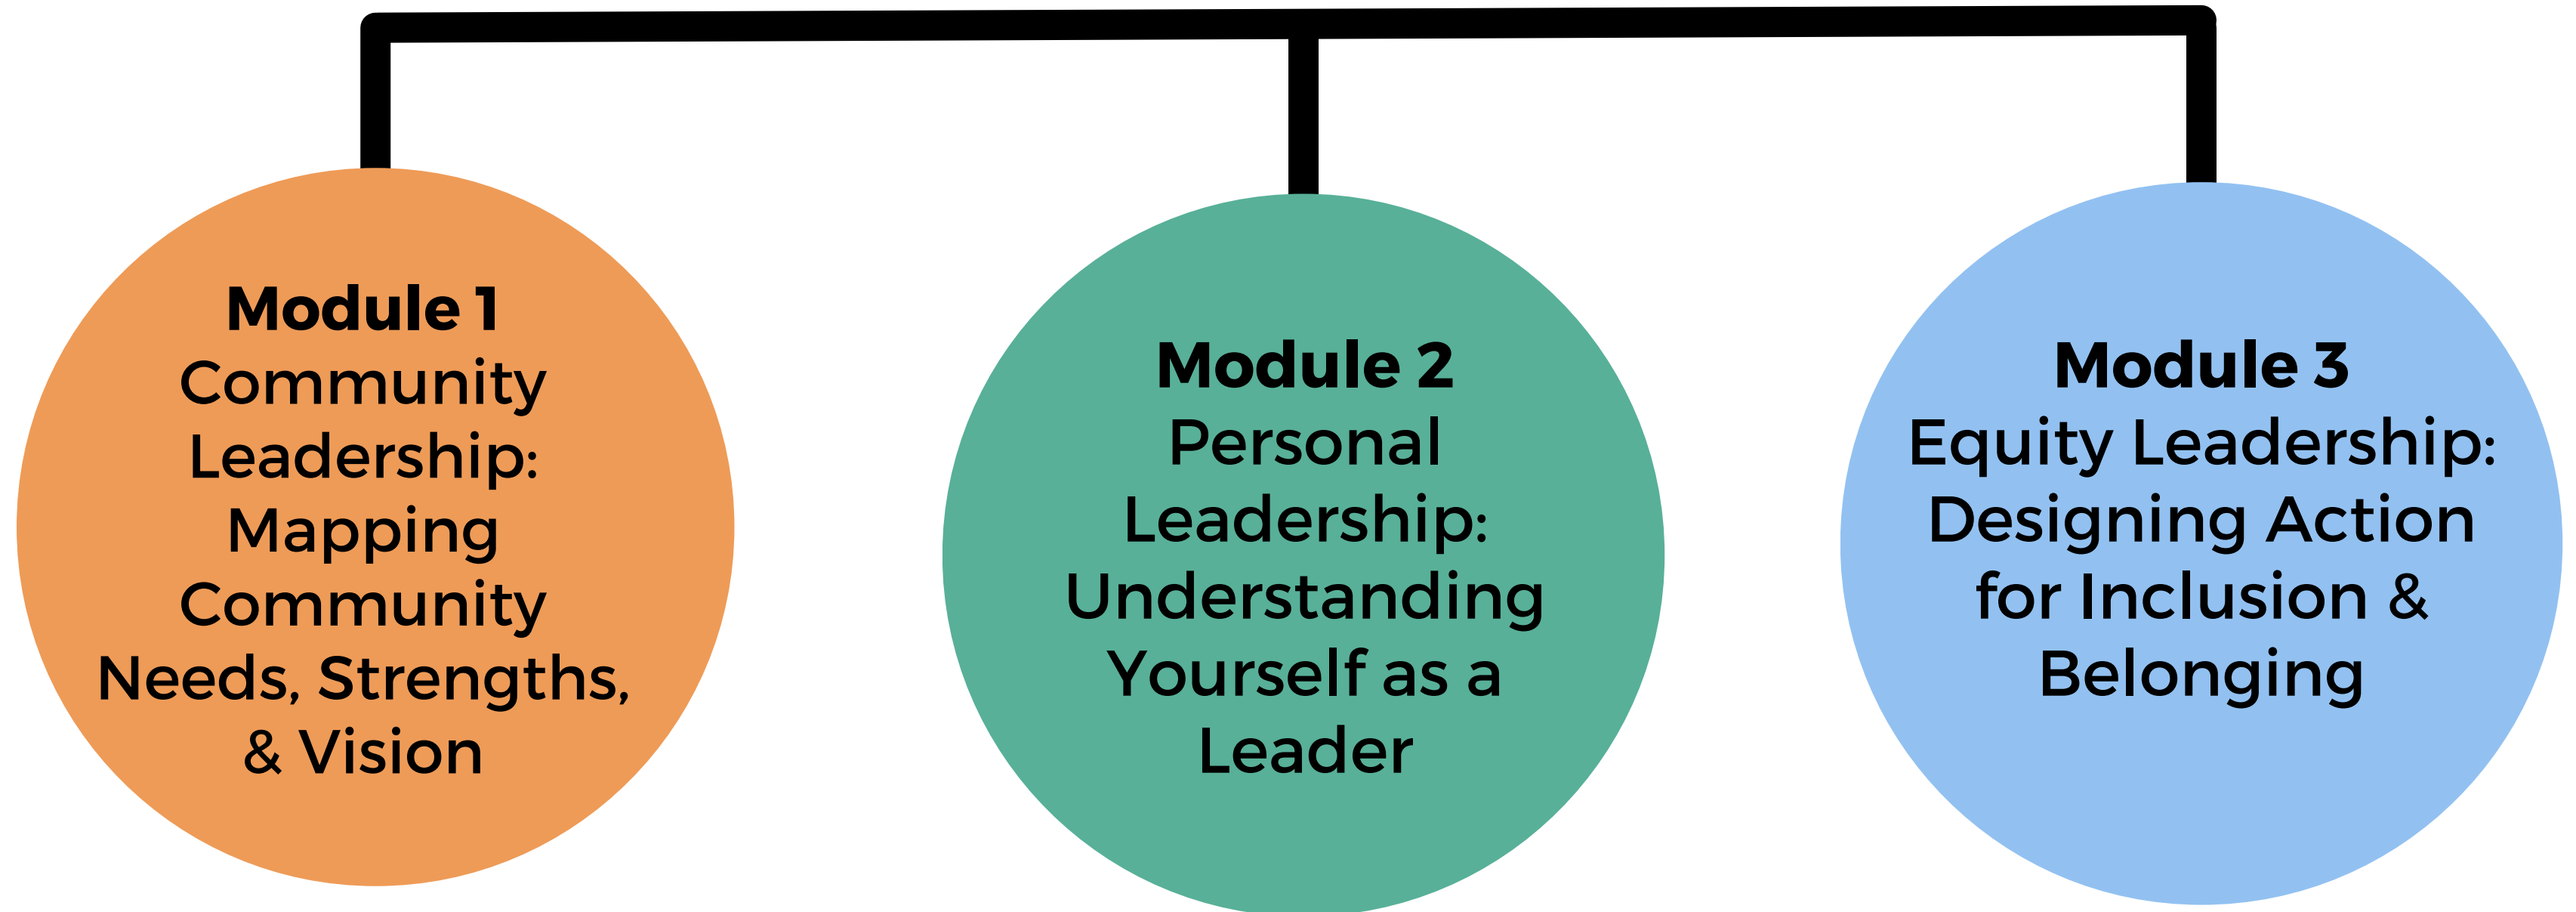 Module 1
Community
Leadership:
Mapping
Community
Needs, Strengths,
& Vision
Module 2
Personal
Leadership:
Understanding
Yourself as a
Leader
Module 3
Equity Leadership:
Designing Action
for Inclusion &
Belonging